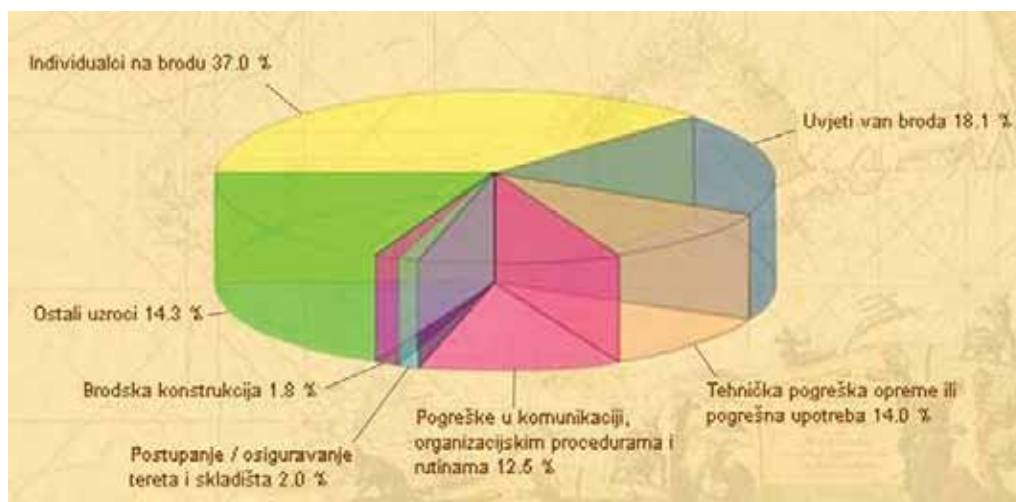 Individualci na brodu 37.0 %
Uvjeti van broda 18.1 %
Ostali uzroci 14.3 %
Brodska konstrukcija 1.8 %
Postupanje / osiguravanje
tereta i skladišta 2.0 %
Pogreške u komunikaciji,
organizacijskim procedurama i
rutinama 12.5 %
Tehnička pogreška opreme ili
pogrešna upotreba 14.0 %